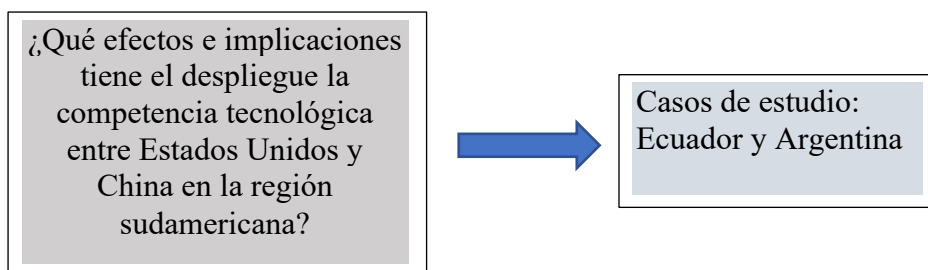 ¿Qué efectos e implicaciones
tiene el despliegue la
competencia tecnológica
entre Estados Unidos y
China en la región
sudamericana?
Casos de estudio:
Ecuador y Argentina